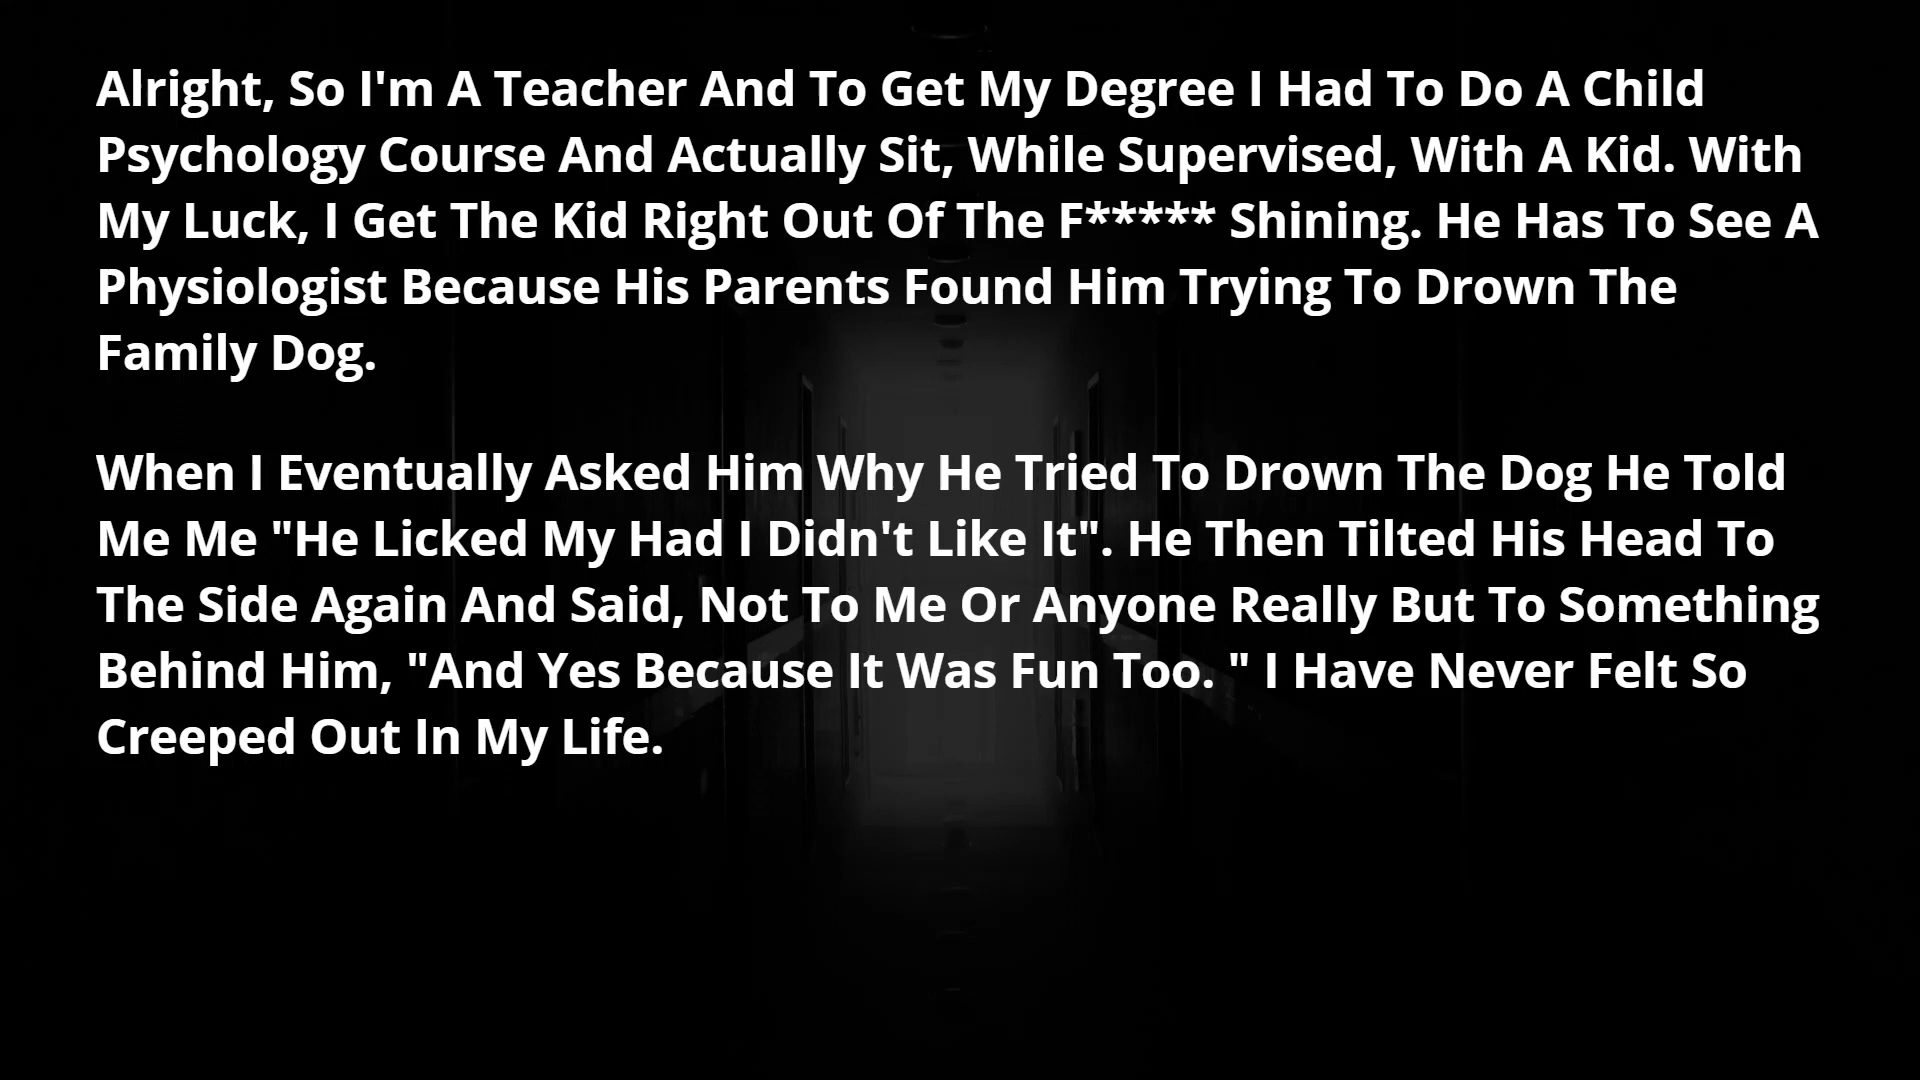 Alright, So I'm A Teacher And To Get My Degree I Had To Do A Child
Psychology Course And Actually Sit, While Supervised, With A Kid. With
My Luck, I Get The Kid Right Out Of The F***** Shining. He Has To See A
Physiologist Because His Parents Found Him Trying To Drown The
Family Dog.
When I Eventually Asked Him Why He Tried To Drown The Dog He Told
Me Me "He Licked My Had I Didn't Like It". He Then Tilted His Head To
The Side Again And Said, Not To Me Or Anyone Really But To Something
Behind Him, "And Yes Because It Was Fun Too. " I Have Never Felt So
Creeped Out In My Life.